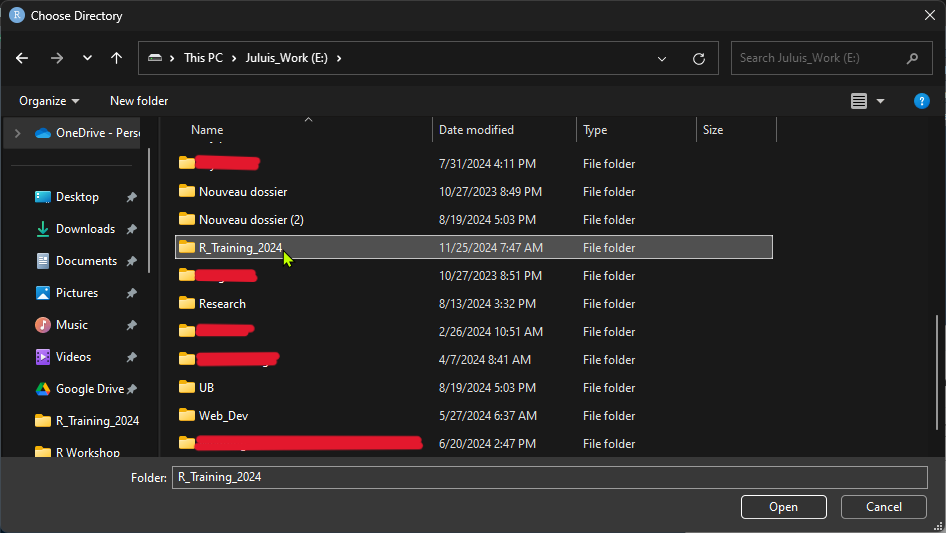 R Choose Directory
This PC > Juluis_Work (E:) >
Search Juluis_Work (E:)
Organize
New folder
?
Name
Date modified
Type
Size
OneDrive - Perso
Desktop
Downloads
Documents
Pictures
Music
Videos
Google Drive
R_Training_2024
R Workshop
7/31/2024 4:11 PM File folder
Nouveau dossier 10/27/2023 8:49 PM File folder
Nouveau dossier (2) 8/19/2024 5:03 PM File folder
R_Training_2024 11/25/2024 7:47 AM File folder
10/27/2023 8:51 PM File folder
Research 8/13/2024 3:32 PM File folder
2/26/2024 10:51 AM File folder
4/7/2024 8:41 AM File folder
UB 8/19/2024 5:03 PM File folder
Web_Dev 5/27/2024 6:37 AM File folder
6/20/2024 2:47 PM File folder
Folder: R_Training_2024
Open
Cancel